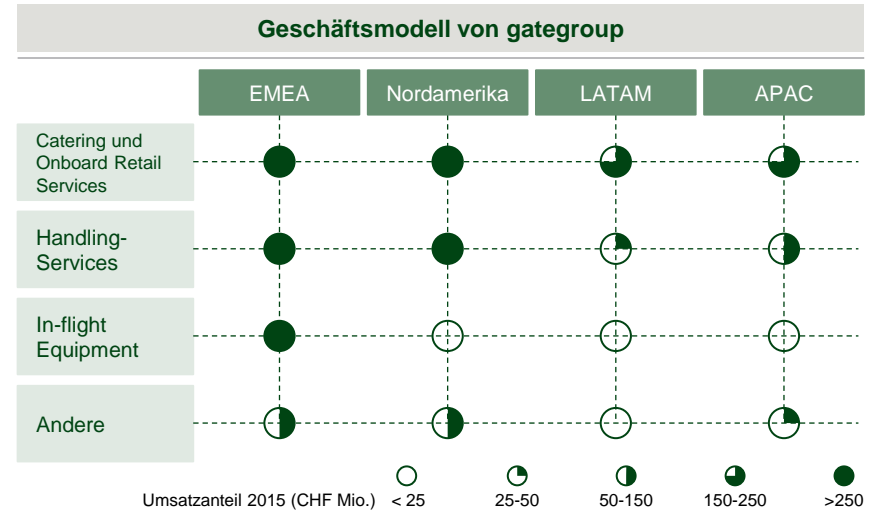 Geschäftsmodell von gategroup
EMEA Nordamerika LATAM APAC
Catering und
Onboard Retail
Services
Handling-
Services
In-flight
Equipment
Andere
Umsatzanteil 2015 (CHF Mio.) < 25 25-50 50-150 150-250 >250